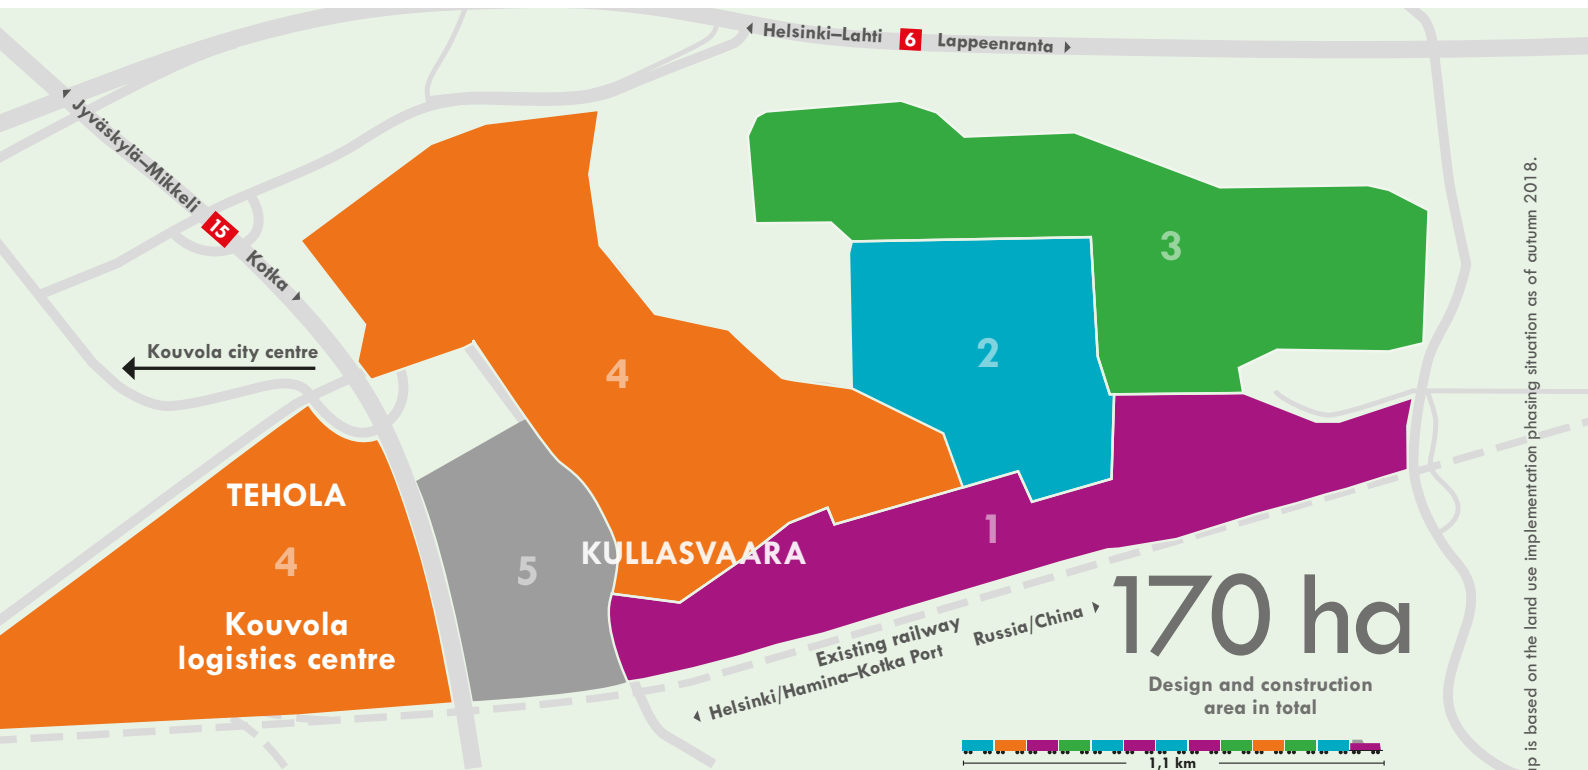 Helsinki–Lahti 6 Lappeenranta
Jyväskylä–Mikkeli 15 Kotka
Kouvola city centre
3
2
4
TEHOLA
4
Kouvola
logistics centre
5
KULLASVAARA
1
170 ha
Design and construction
area in total
Existing railway
Russia/China
Helsinki/Hamina–Kotka Port
1,1 km
is based on the land use implementation phasing situation as of autumn 2018.